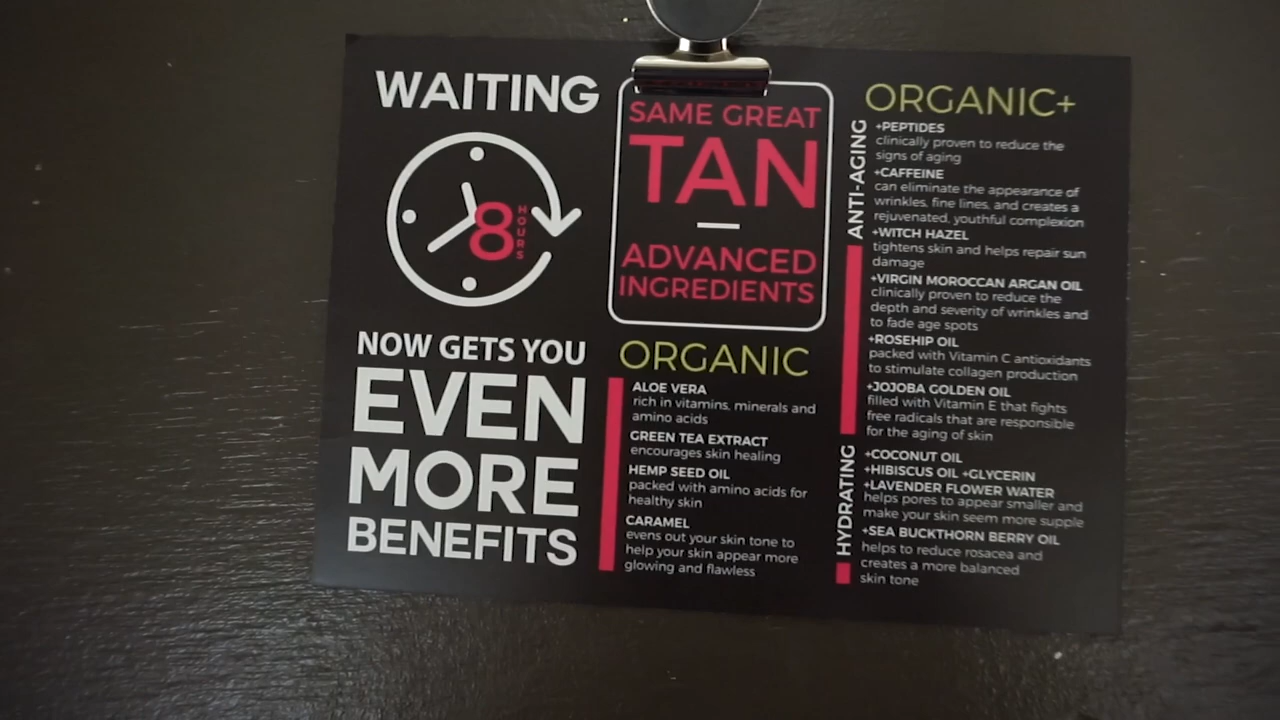 WAITING
8
HOURS
NOW GETS YOU
EVEN
MORE
BENEFITS
SAME GREAT
TAN
—
ADVANCED
INGREDIENTS
ORGANIC
ALOE VERA
rich in vitamins, minerals and
amino acids
GREEN TEA EXTRACT
encourages skin healing
HEMP SEED OIL
packed with amino acids for
healthy skin
CARAMEL
evens out your skin tone to
help your skin appear more
glowing and flawless
ORGANIC+
ANTI-AGING
+PEPTIDES
clinically proven to reduce the
signs of aging
+CAFFEINE
can eliminate the appearance of
wrinkles, fine lines, and creates a
rejuvenated, youthful complexion
+WITCH HAZEL
tightens skin and helps repair sun
damage
+VIRGIN MOROCCAN ARGAN OIL
clinically proven to reduce the
depth and severity of wrinkles and
to fade age spots
+ROSEHIP OIL
packed with Vitamin C antioxidants
to stimulate collagen production
+JOJOBA GOLDEN OIL
filled with Vitamin E that fights
free radicals that are responsible
for the aging of skin
HYDRATING
+COCONUT OIL
+HIBISCUS OIL +GLYCERIN
+LAVENDER FLOWER WATER
helps pores to appear smaller and
make your skin seem more supple
+SEA BUCKTHORN BERRY OIL
helps to reduce rosacea and
creates a more balanced
skin tone